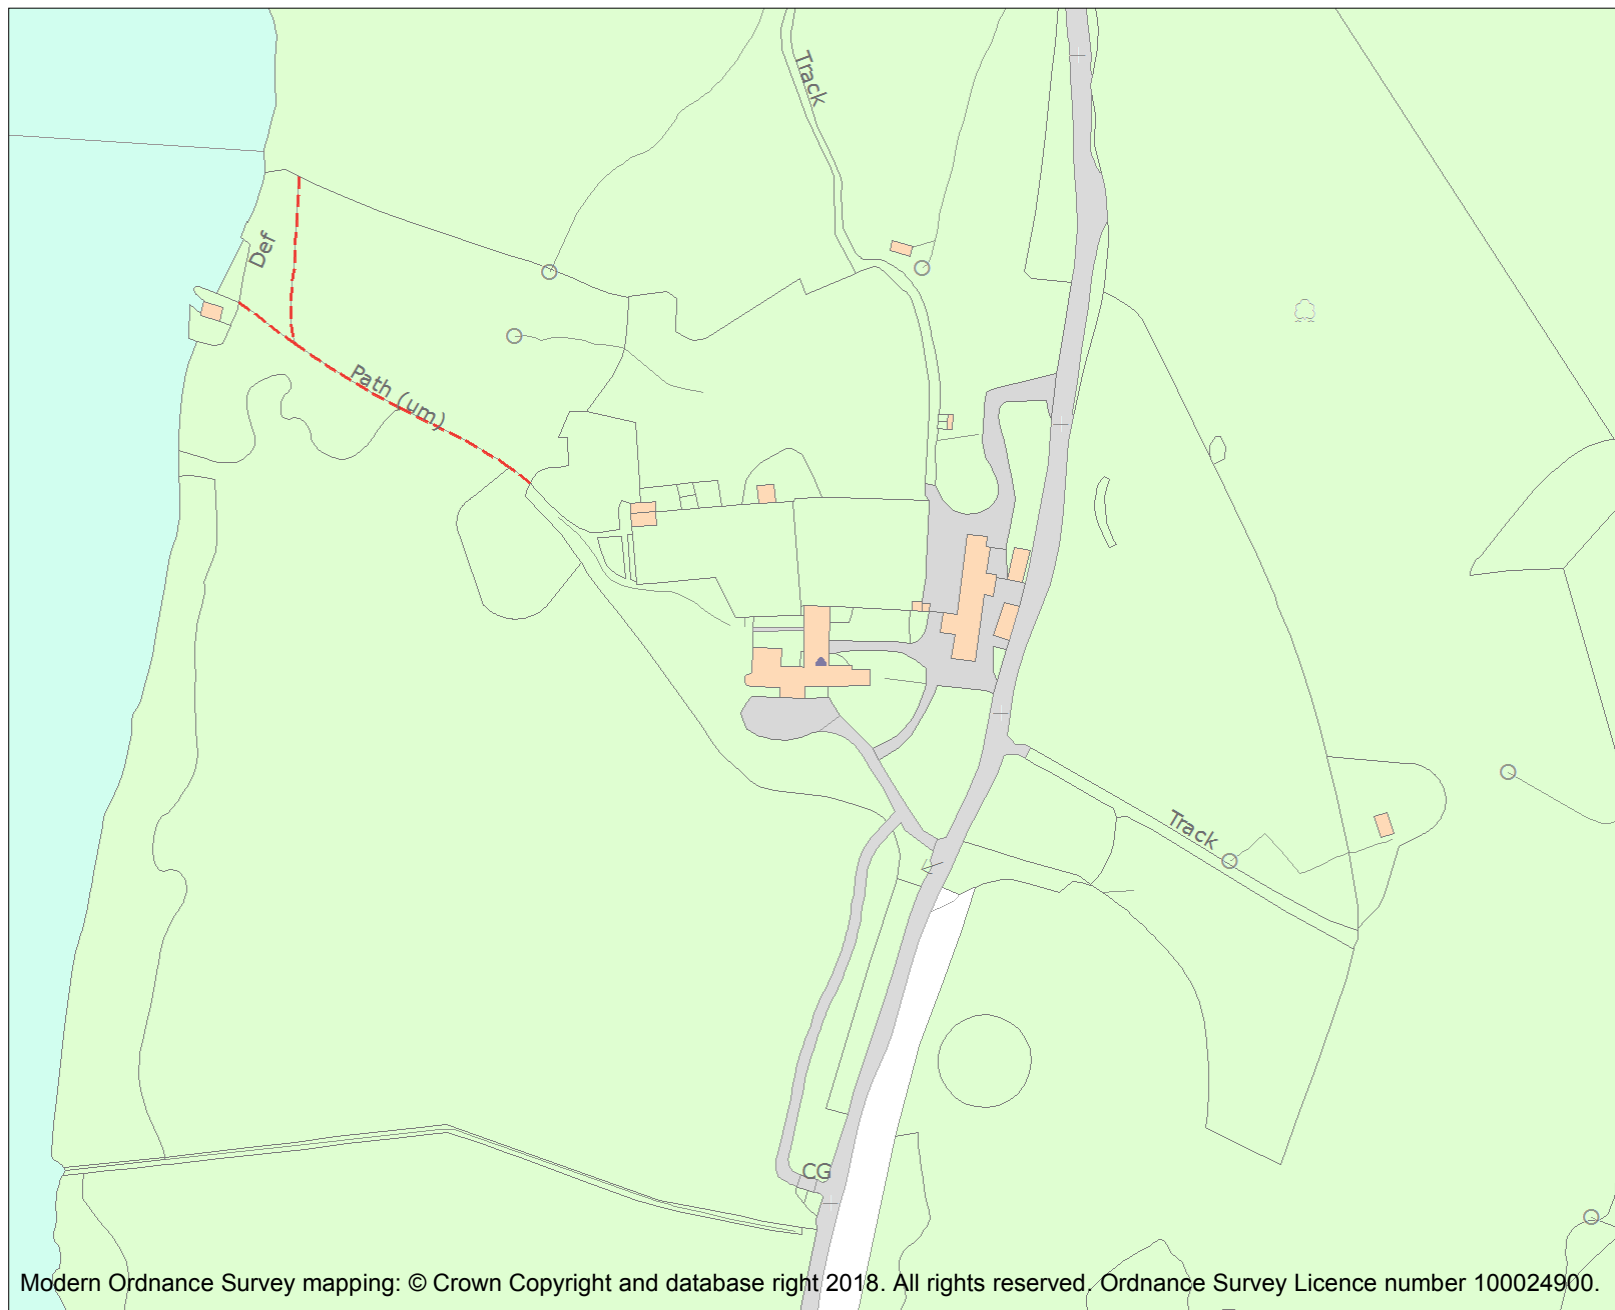 Track
Def
Path (um)
Track
CG
Modern Ordnance Survey mapping: © Crown Copyright and database right 2018. All rights reserved. Ordnance Survey Licence number 100024900.